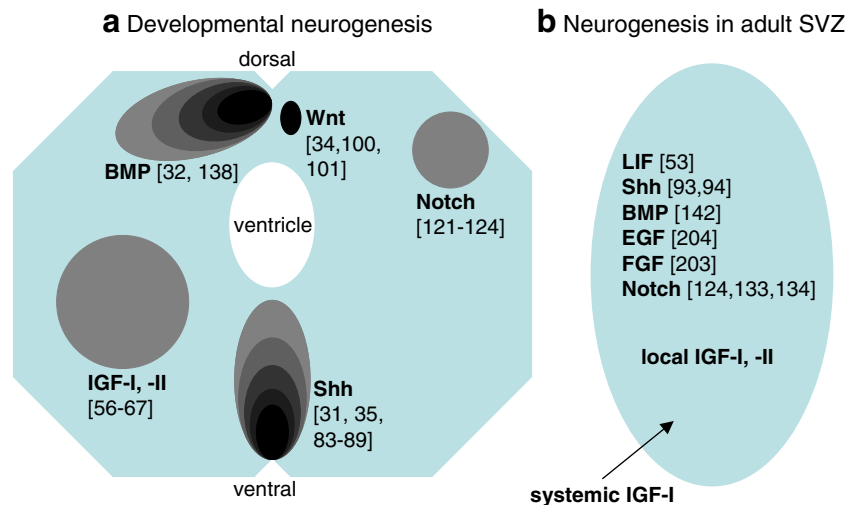 a Developmental neurogenesis
dorsal
Wnt
[34,100,
101]
BMP [32, 138]
Notch
[121-124]
ventricle
IGF-I, -II
[56-67]
Shh
[31, 35,
83-89]
ventral
b Neurogenesis in adult SVZ
LIF [53]
Shh [93,94]
BMP [142]
EGF [204]
FGF [203]
Notch [124,133,134]
local IGF-I, -II
systemic IGF-I